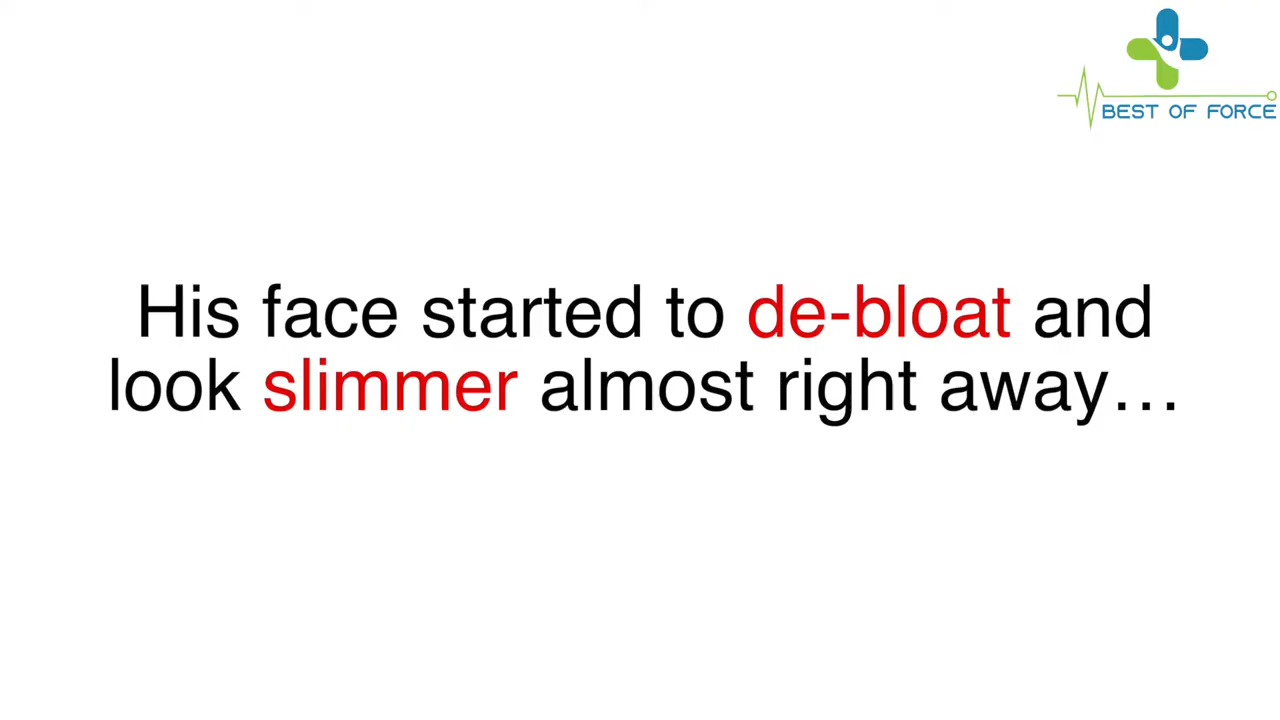 BEST OF FORCE
His face started to de-bloat and
look slimmer almost right away…